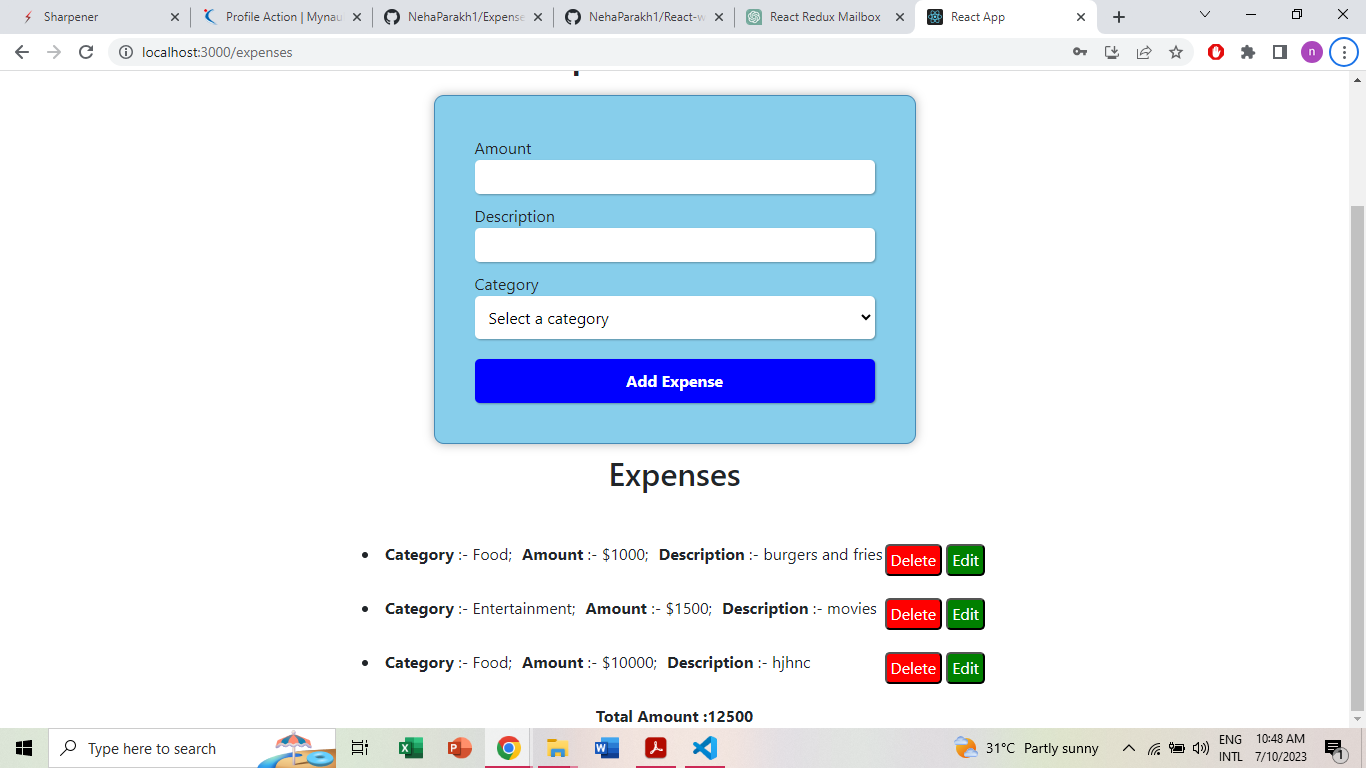 Sharpener
Profile Action | Mynau
NehaParakh1/Expense
NehaParakh1/React-w
React Redux Mailbox
React App
localhost:3000/expenses
n
Amount
Description
Category
Select a category
Add Expense
Expenses
Category :- Food; Amount :- $1000; Description :- burgers and fries Delete Edit
Category :- Entertainment; Amount :- $1500; Description :- movies Delete Edit
Category :- Food; Amount :- $10000; Description :- hjhnc Delete Edit
Total Amount :12500
Type here to search
31°C Partly sunny
ENG
INTL
10:48 AM
7/10/2023
1